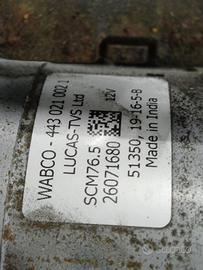 WABCO - 443 021 002 1
LUCAS-TVS Ltd
SCM76.5 12V
26071680
51350, 19-16-5-B
Made in India